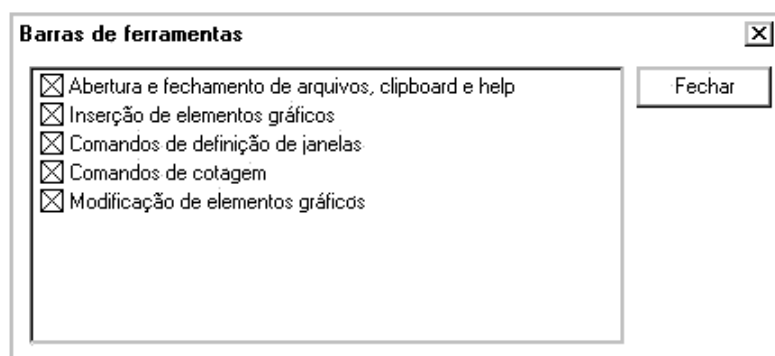 Barras de ferramentas
Abertura e fechamento de arquivos, clipboard e help
Fechar
Inserção de elementos gráficos
Comandos de definição de janelas
Comandos de cotagem
Modificação de elementos gráficos